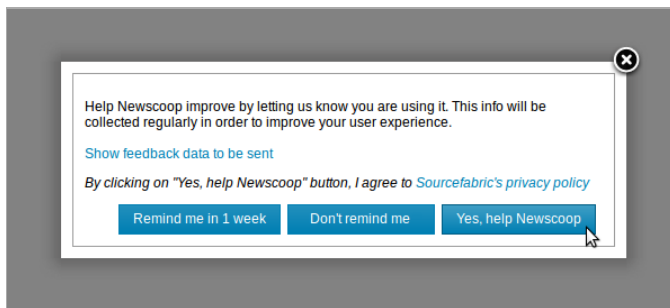 Help Newscoop improve by letting us know you are using it. This info will be
collected regularly in order to improve your user experience.
Show feedback data to be sent
By clicking on "Yes, help Newscoop" button, I agree to Sourcefabric's privacy policy
Remind me in 1 week Don't remind me Yes, help Newscoop